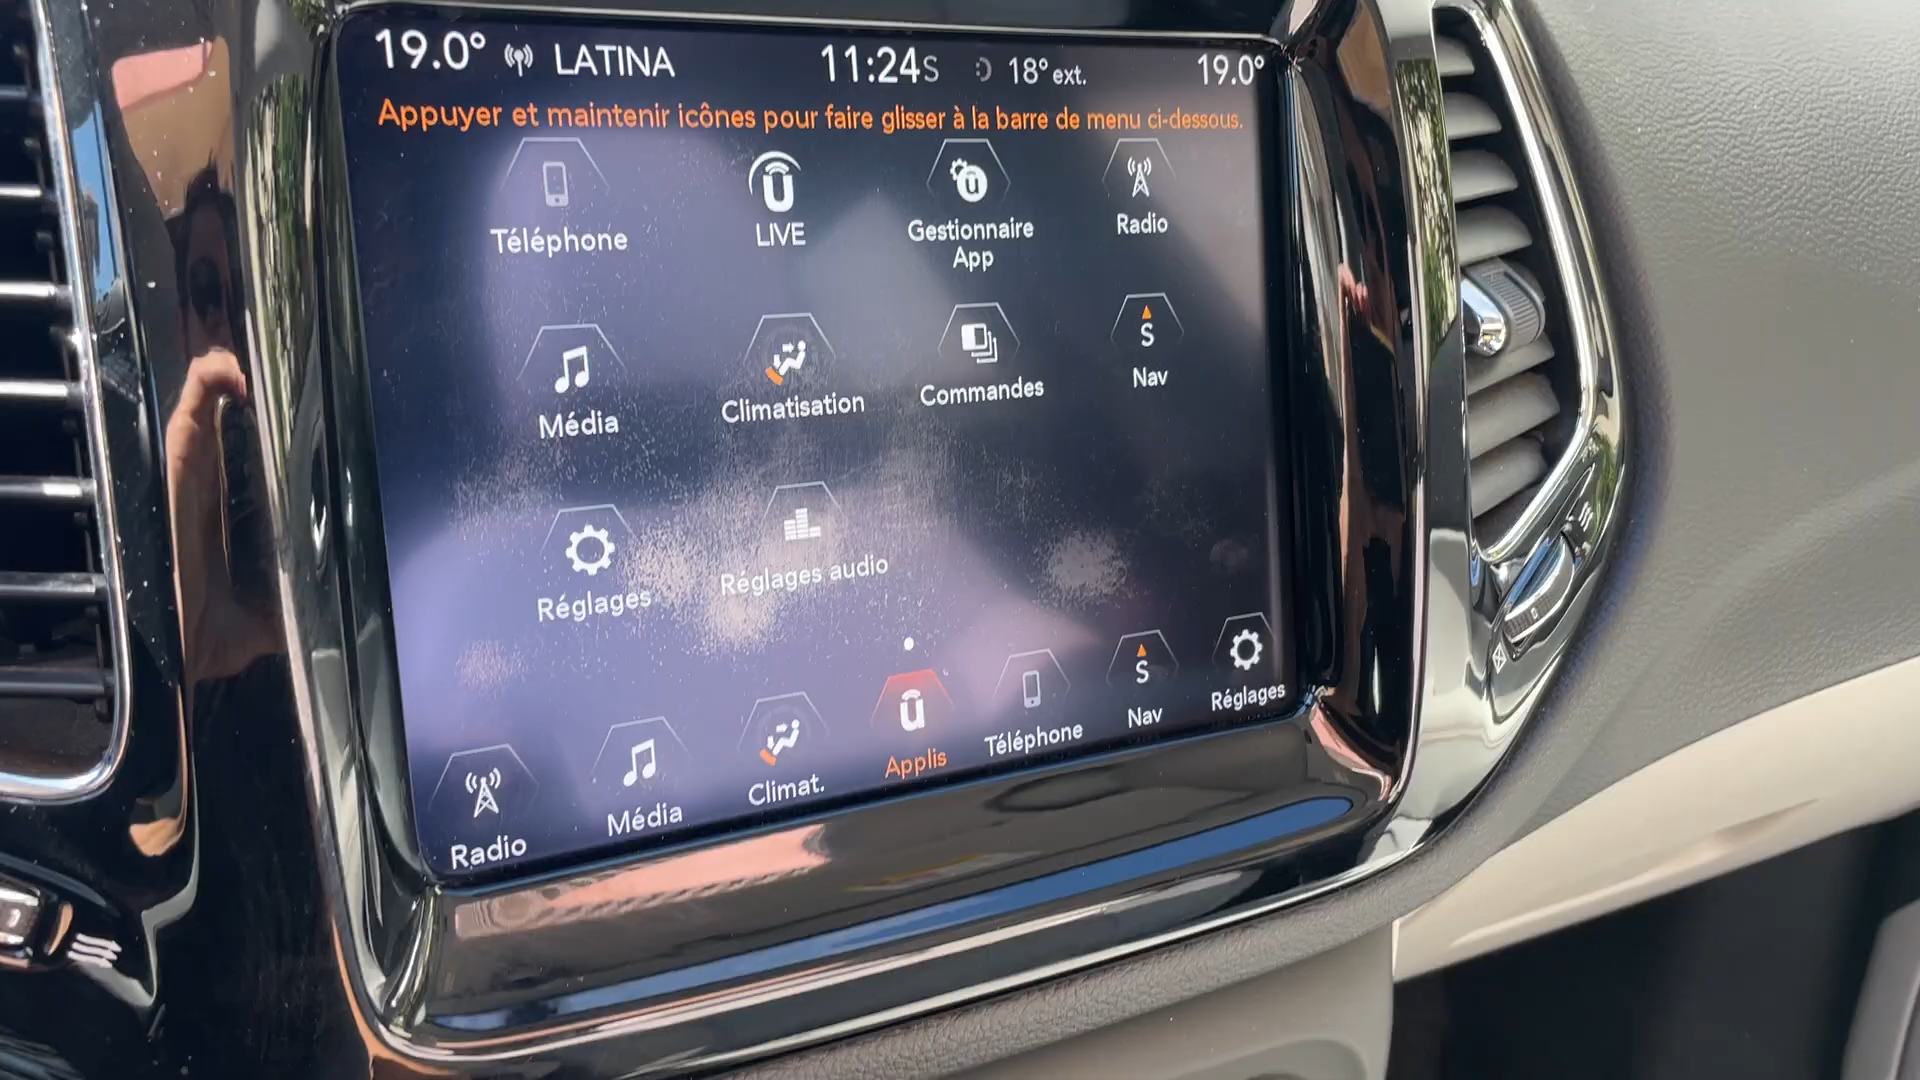 19.0° LATINA 11:24 S 18° ext. 19.0°
Appuyer et maintenir icônes pour faire glisser à la barre de menu ci-dessous.
Téléphone
LIVE
Gestionnaire
App
Radio
Média
Climatisation
Commandes
S
Nav
Réglages
Réglages audio
Radio
Média
Climat.
Applis
Téléphone
S
Nav
Réglages